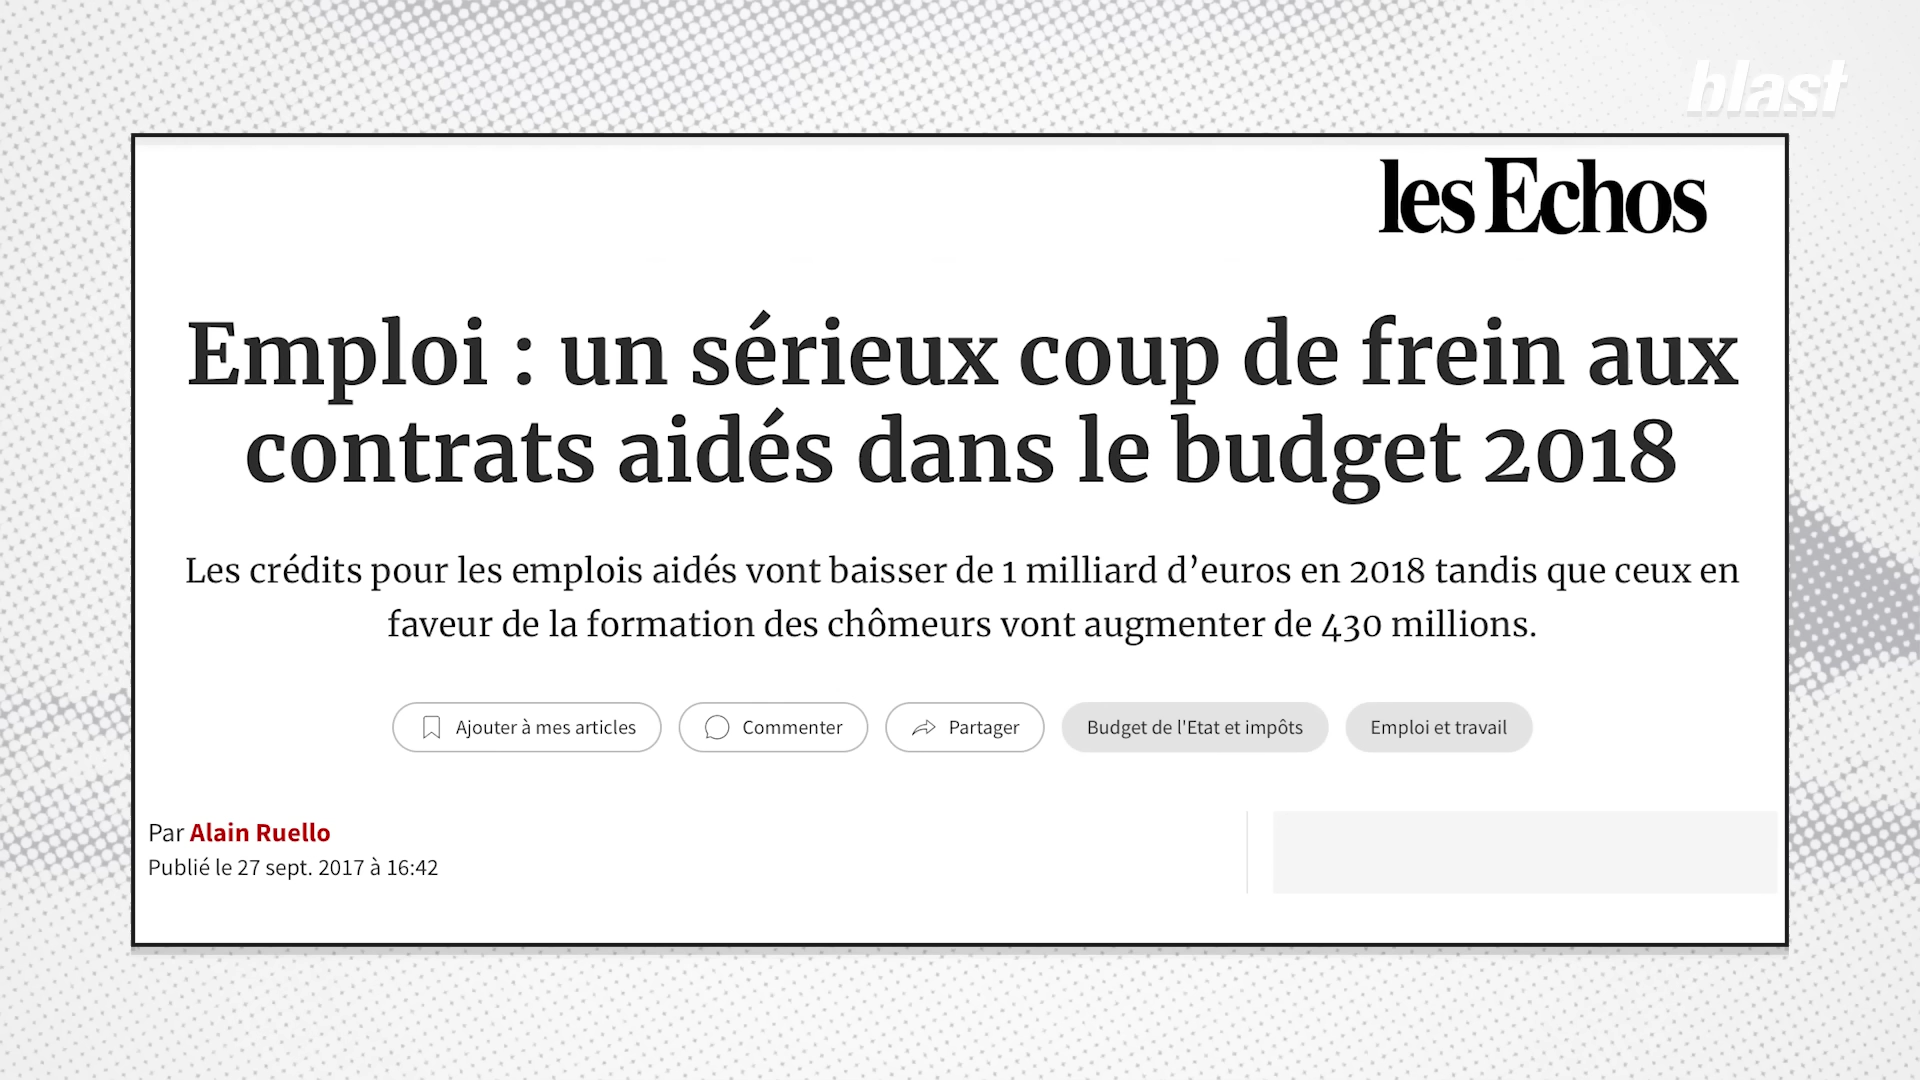 blast
les Echos
Emploi : un sérieux coup de frein aux
contrats aidés dans le budget 2018
Les crédits pour les emplois aidés vont baisser de 1 milliard d’euros en 2018 tandis que ceux en
faveur de la formation des chômeurs vont augmenter de 430 millions.
Ajouter à mes articles Commenter Partager Budget de l'Etat et impôts Emploi et travail
Par Alain Ruello
Publié le 27 sept. 2017 à 16:42